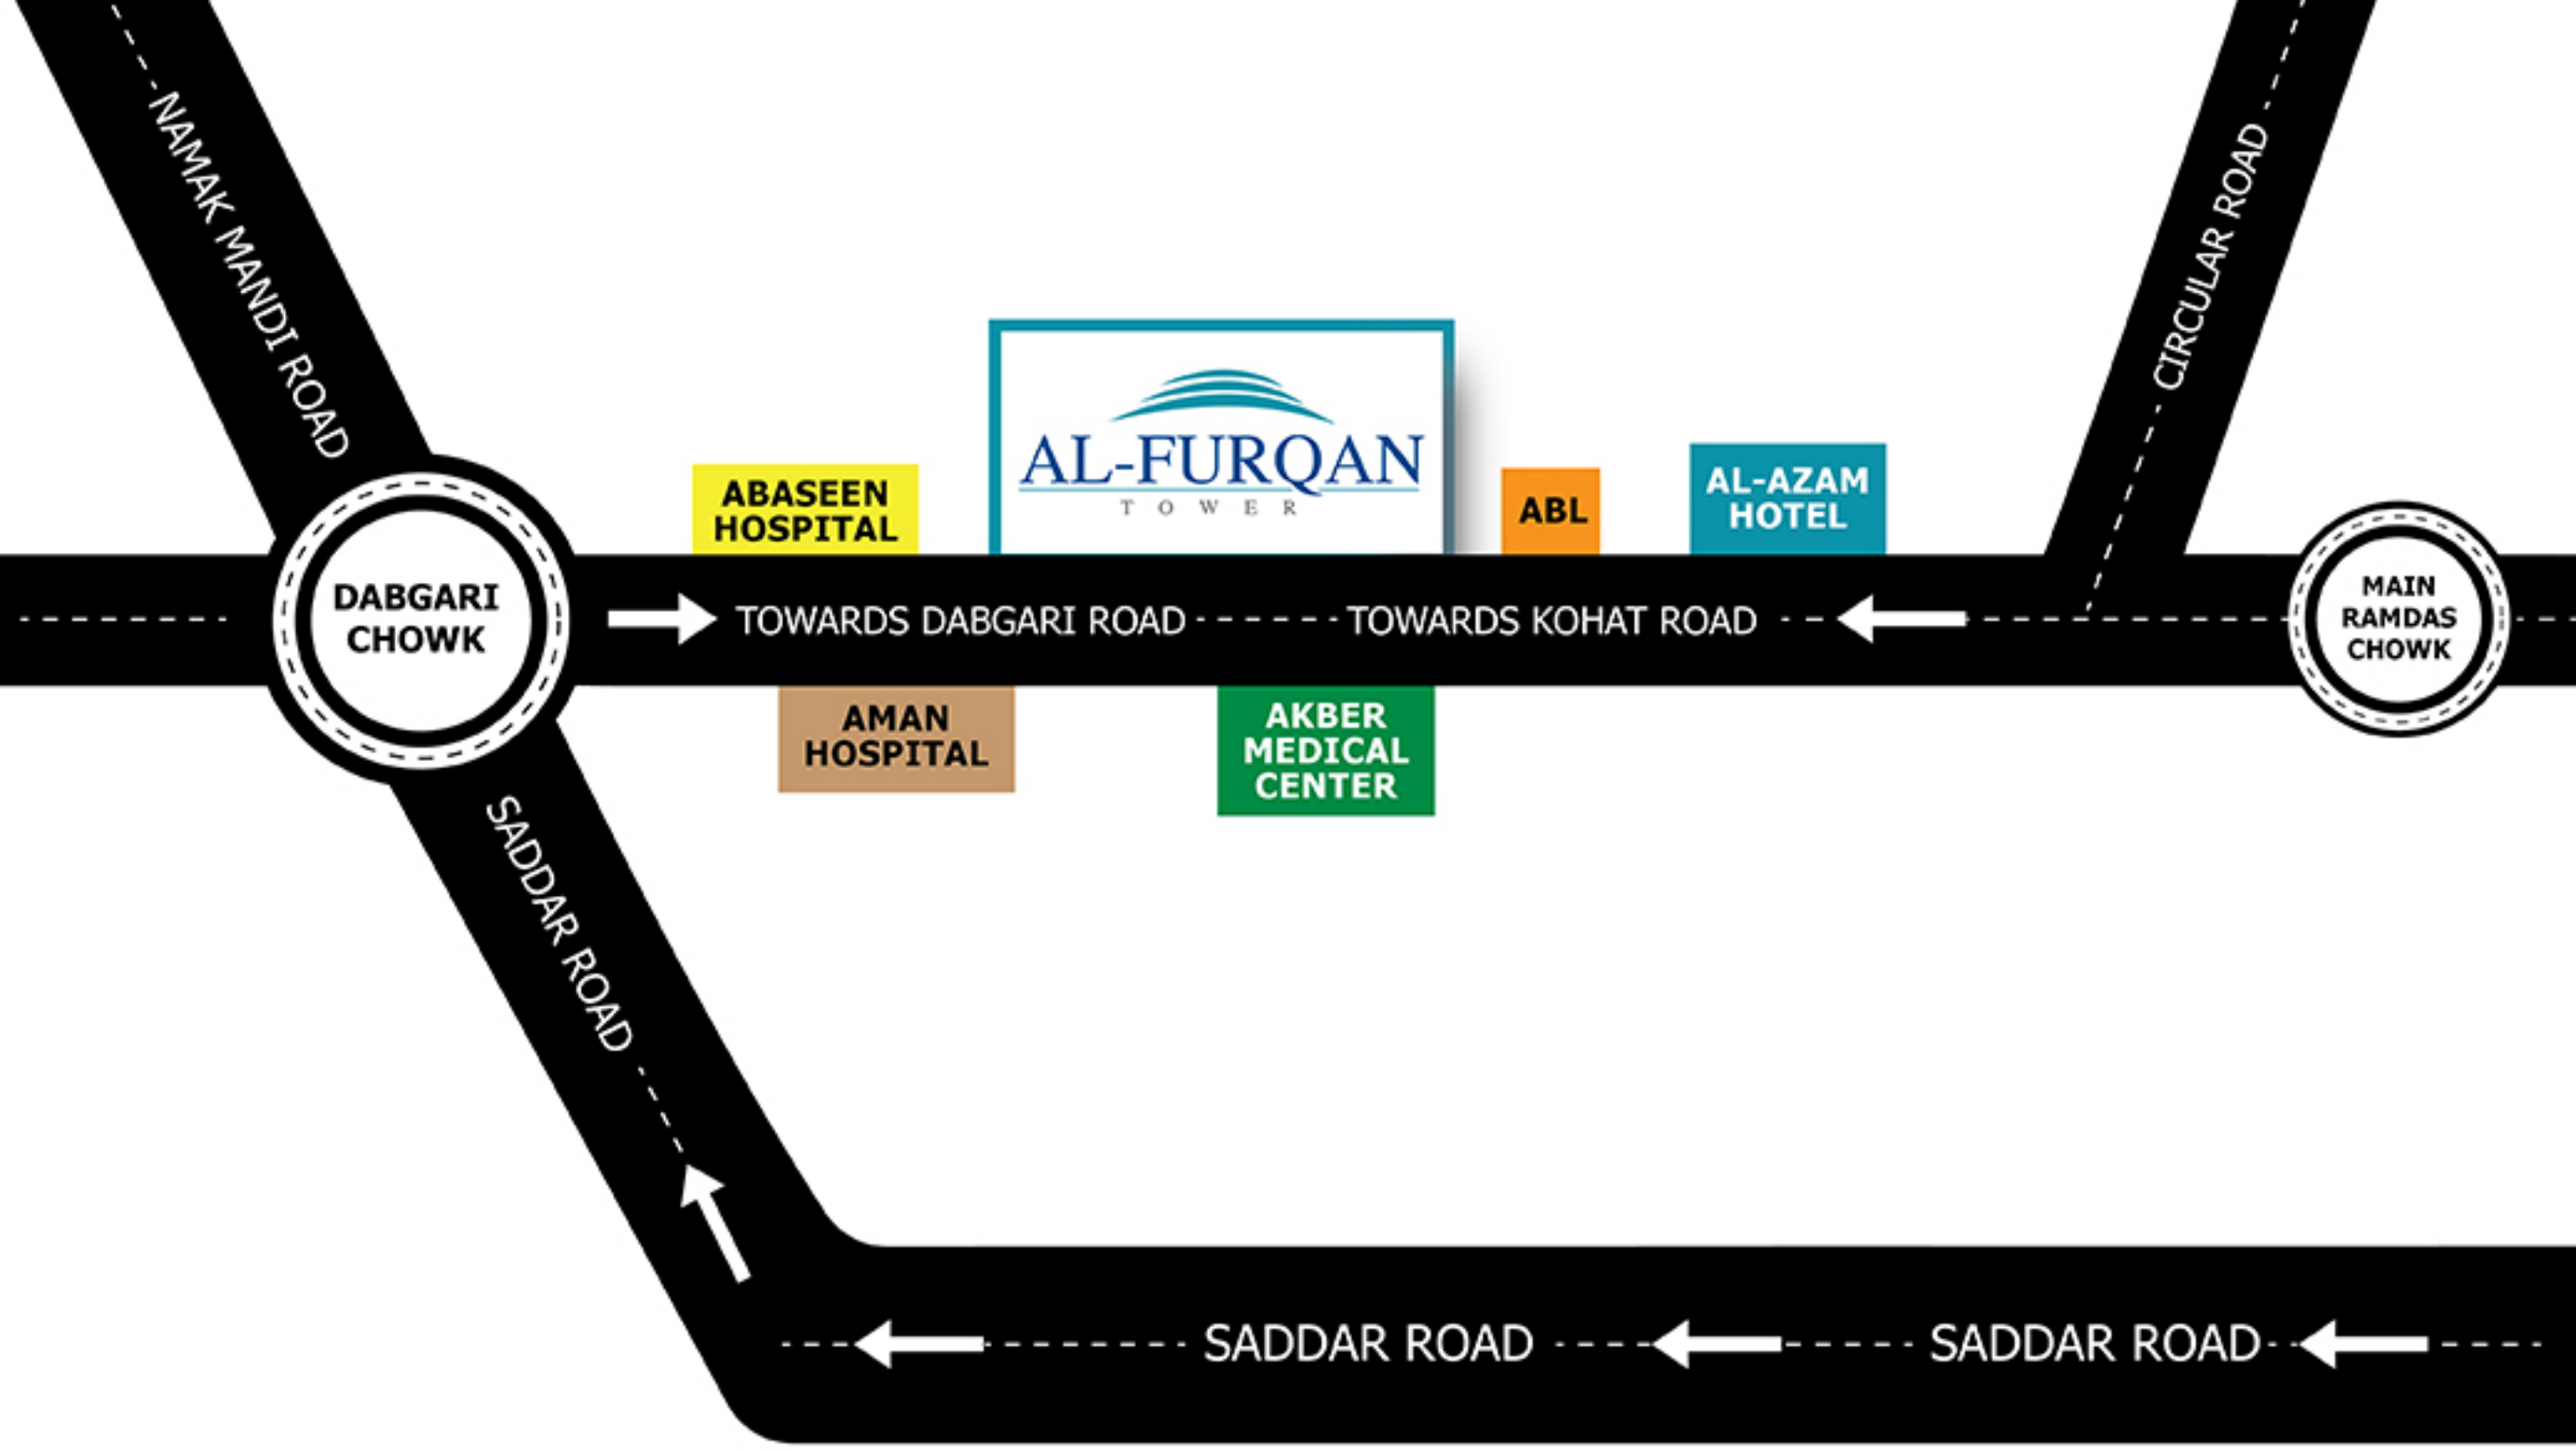 NAMAK MANDI ROAD
CIRCULAR ROAD
AL-FURQAN
TOWER
ABASEEN
HOSPITAL
ABL
AL-AZAM
HOTEL
DABGARI
CHOWK
TOWARDS DABGARI ROAD
TOWARDS KOHAT ROAD
MAIN
RAMDAS
CHOWK
AMAN
HOSPITAL
AKBER
MEDICAL
CENTER
SADDAR ROAD
SADDAR ROAD
SADDAR ROAD